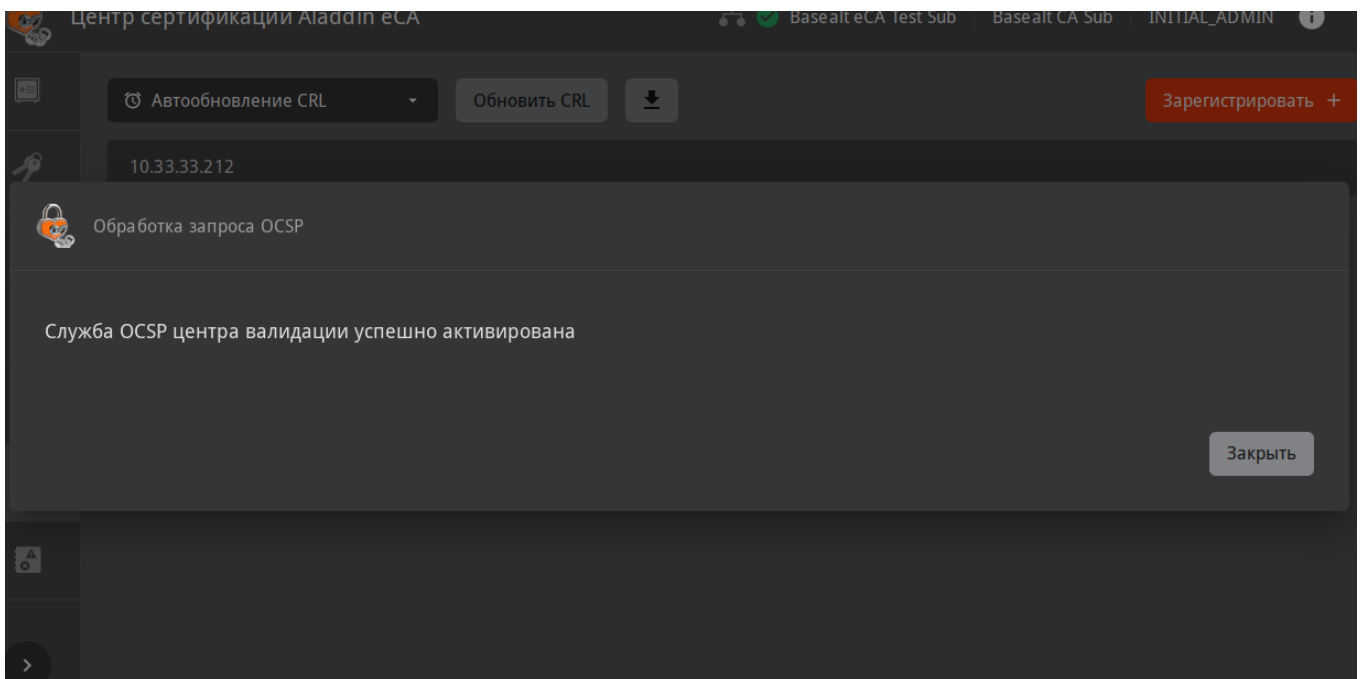 Центр сертификации Aladdin eCA
Basealt eCA Test Sub
Basealt CA Sub
INITIAL_ADMIN
Автообновление CRL
Обновить CRL
Зарегистрировать +
10.33.33.212
Обработка запроса OCSP
Служба OCSP центра валидации успешно активирована
Закрыть